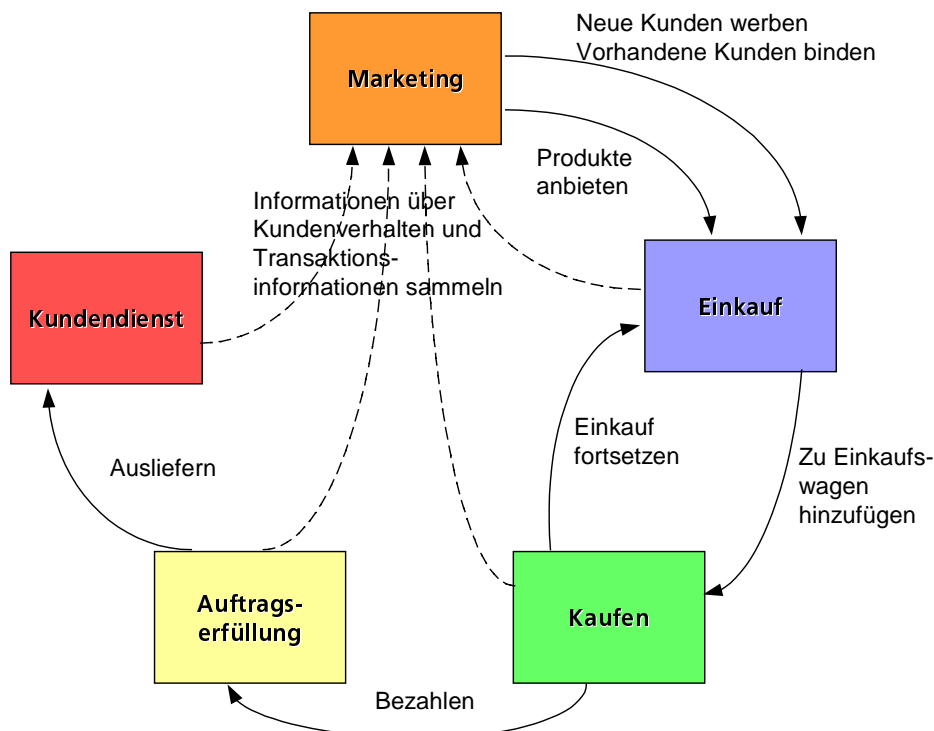 Neue Kunden werben
Vorhandene Kunden binden
Marketing
Produkte
anbieten
Informationen über
Kundenverhalten und
Transaktions-
informationen sammeln
Kundendienst
Einkauf
Einkauf
fortsetzen
Zu Einkaufs-
wagen
hinzufügen
Ausliefern
Auftrags-
erfüllung
Kaufen
Bezahlen